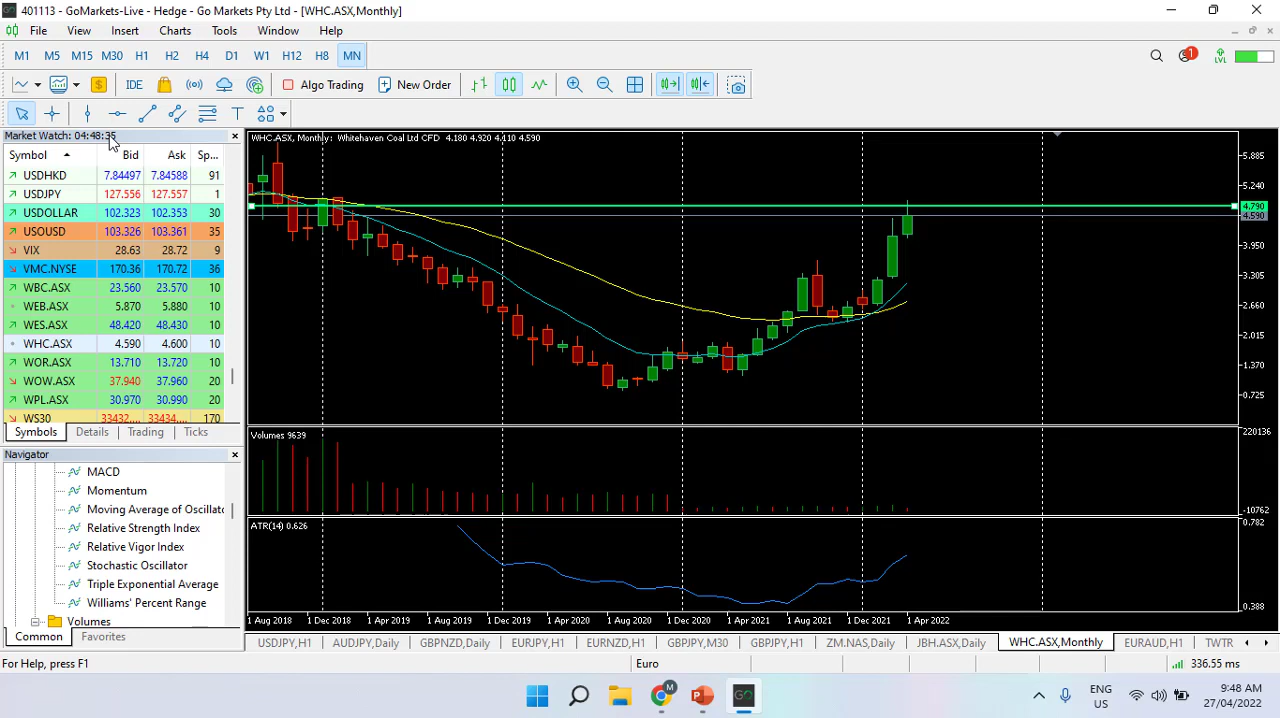 401113 - GoMarkets-Live - Hedge - Go Markets Pty Ltd - [WHC.ASX,Monthly]
File View Insert Charts Tools Window Help
M1 M5 M15 M30 H1 H2 H4 D1 W1 H12 H8 MN
1 LVL
IDE Algo Trading New Order
Market Watch: 04:48:35
Symbol Bid Ask Sp...
USDHKD 7.84497 7.84588 91
USDJPY 127.556 127.557 1
USDOLLAR 102.323 102.353 30
USOUSD 103.326 103.361 35
VIX 28.63 28.72 9
VMC.NYSE 170.36 170.72 36
WBC.ASX 23.560 23.570 10
WEB.ASX 5.870 5.880 10
WES.ASX 48.420 48.430 10
WHC.ASX 4.590 4.600 10
WOR.ASX 13.710 13.720 10
WOW.ASX 37.940 37.960 20
WPL.ASX 30.970 30.990 20
WS30 33432.... 33434.... 170
Symbols Details Trading Ticks
Navigator
MACD
Momentum
Moving Average of Oscillato
Relative Strength Index
Relative Vigor Index
Stochastic Oscillator
Triple Exponential Average
Williams' Percent Range
Volumes
Common Favorites
WHC.ASX, Monthly: Whitehaven Coal Ltd CFD 4.180 4.920 4.110 4.590
5.885
5.240
4.790
4.590
3.950
3.305
2.660
2.015
1.370
0.725
Volumes 9639
220136
-10762
ATR(14) 0.626
0.782
0.388
1 Aug 2018 1 Dec 2018 1 Apr 2019 1 Aug 2019 1 Dec 2019 1 Apr 2020 1 Aug 2020 1 Dec 2020 1 Apr 2021 1 Aug 2021 1 Dec 2021 1 Apr 2022
USDJPY,H1 AUDJPY,Daily GBPNZD,Daily EURJPY,H1 EURNZD,H1 GBPJPY,M30 GBPJPY,H1 ZM.NAS,Daily JBH.ASX,Daily WHC.ASX,Monthly EURAUD,H1 TWTR
For Help, press F1 Euro 336.55 ms
M GO
ENG
US
9:48 AM
27/04/2022